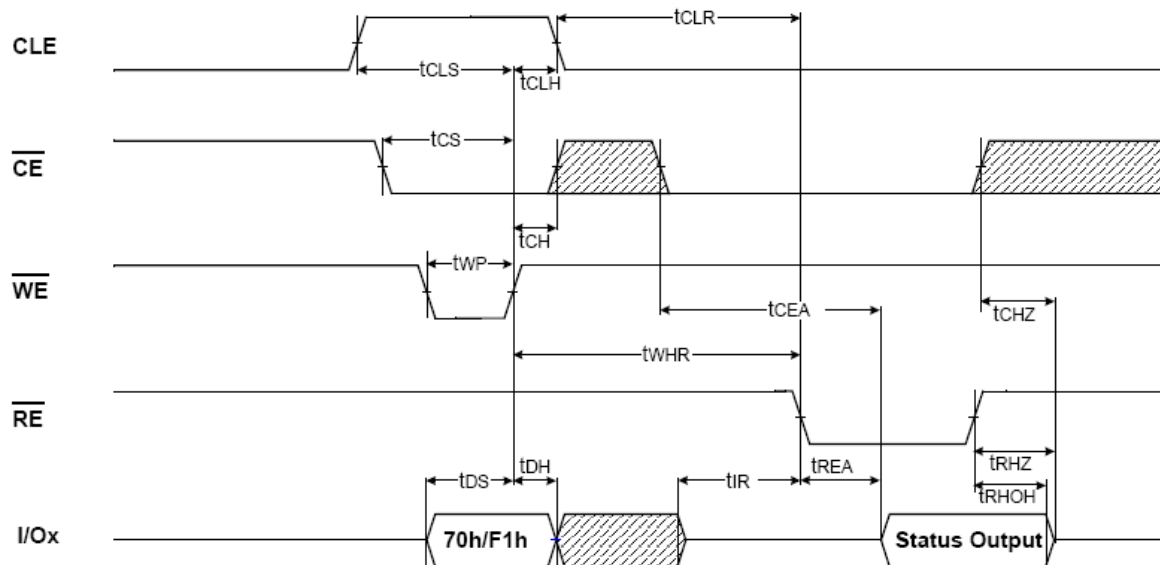 tCLR
CLE
tCLS
tCLH
tCS
CE
tCH
tWP
WE
tCEA
tCHZ
tWHR
RE
tDH
tREA
tRHZ
tDS
tIR
tRHOH
I/Ox
70h/F1h
Status Output